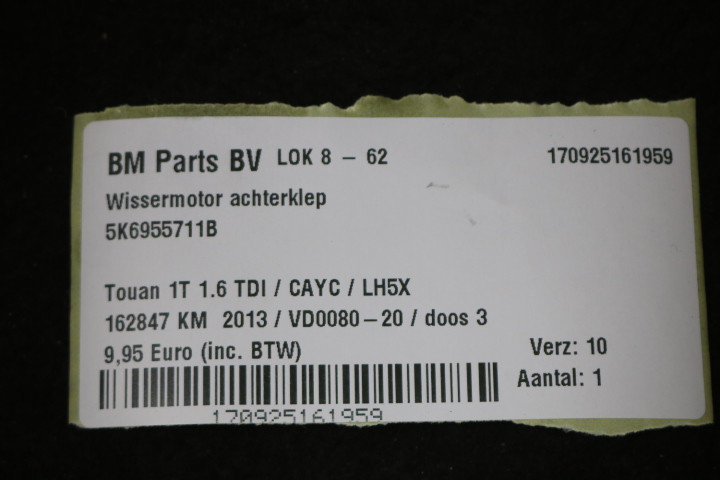 BM Parts BV LOK 8 – 62 170925161959
Wissermotor achterklep
5K6955711B
Touan 1T 1.6 TDI / CAYC / LH5X
162847 KM 2013 / VD0080–20 / doos 3
9,95 Euro (inc. BTW) Verz: 10
Aantal: 1
170925161959